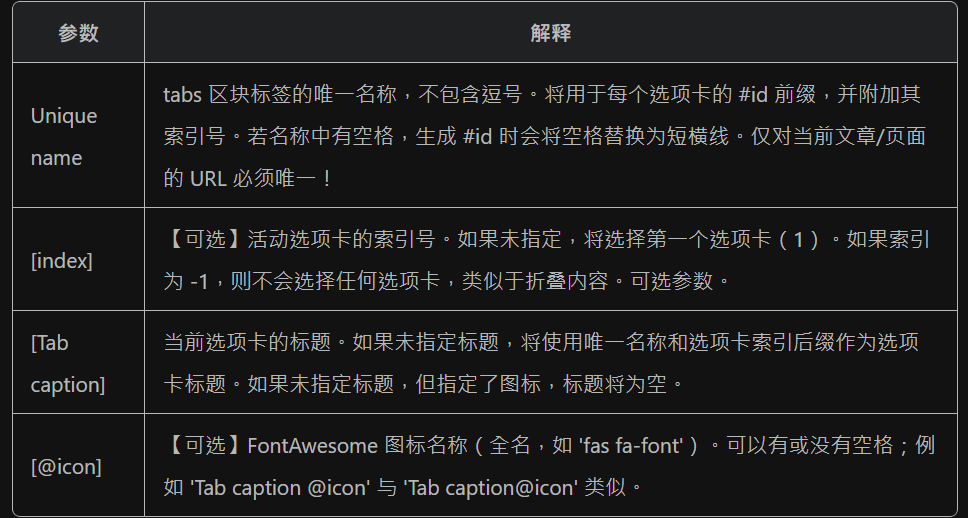 参数
解释
Unique
name
tabs 区块标签的唯一名称，不包含逗号。将用于每个选项卡的 #id 前缀，并附加其
索引号。若名称中有空格，生成 #id 时会将空格替换为短横线。仅对当前文章/页面
的 URL 必须唯一！
[index]
【可选】活动选项卡的索引号。如果未指定，将选择第一个选项卡（1）。如果索引
为 -1，则不会选择任何选项卡，类似于折叠内容。可选参数。
[Tab
caption]
当前选项卡的标题。如果未指定标题，将使用唯一名称和选项卡索引后缀作为选项
卡标题。如果未指定标题，但指定了图标，标题将为空。
[@icon]
【可选】FontAwesome 图标名称（全名，如 'fas fa-font'）。可以有或没有空格；例
如 'Tab caption @icon' 与 'Tab caption@icon' 类似。